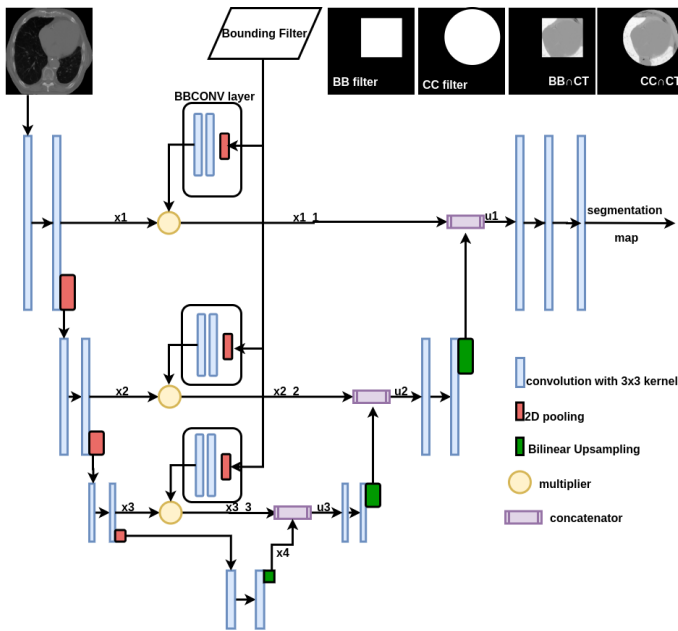 Bounding Filter
BB filter
CC filter
BB∩CT
CC∩CT
BBCONV layer
x1
x1_1
u1
segmentation
map
x2
x2_2
u2
x3
x3_3
u3
x4
convolution with 3x3 kernel
2D pooling
Bilinear Upsampling
multiplier
concatenator